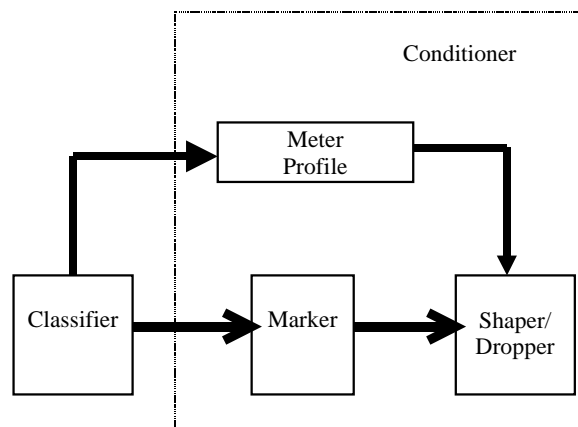 Conditioner
Meter
Profile
Classifier
Marker
Shaper/
Dropper